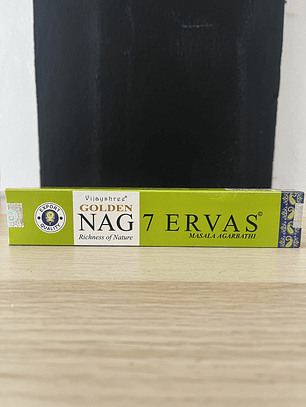 Vijayshree®
GOLDEN
NAG
Richness of Nature
7 ERVAS©
MASALA AGARBATHI
EXPORT
QUALITY